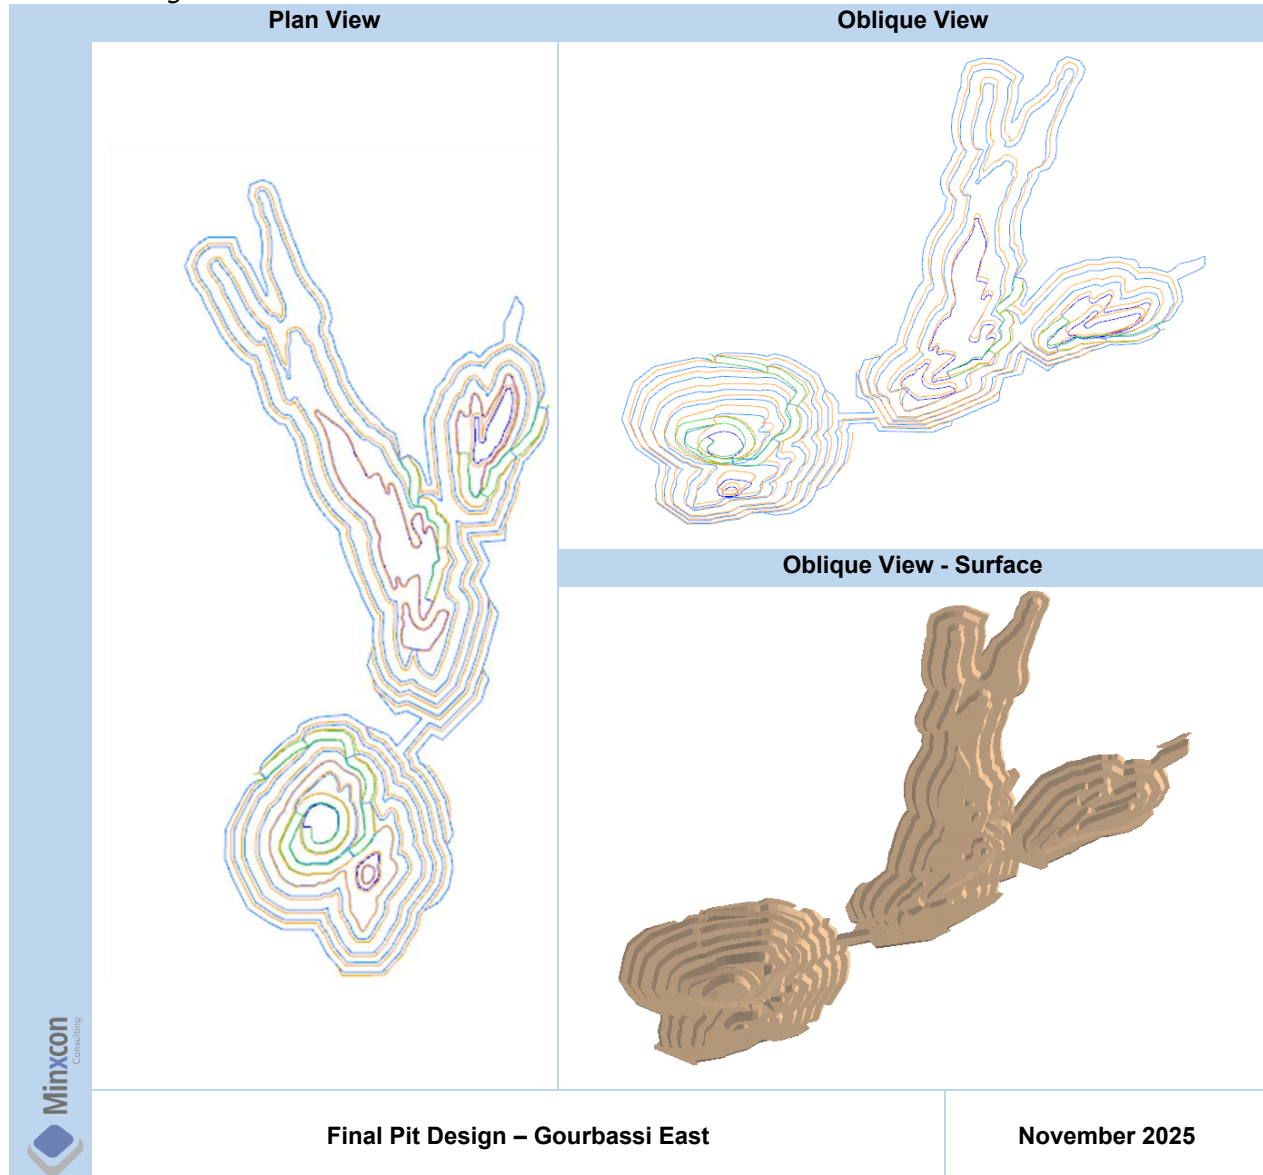 Plan View
Oblique View
Oblique View - Surface
Minxcon
Consulting
Final Pit Design – Gourbassi East
November 2025